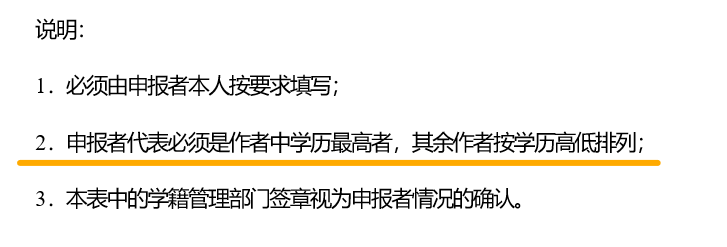 说明：
1．必须由申报者本人按要求填写；
2．申报者代表必须是作者中学历最高者，其余作者按学历高低排列；
3．本表中的学籍管理部门签章视为申报者情况的确认。